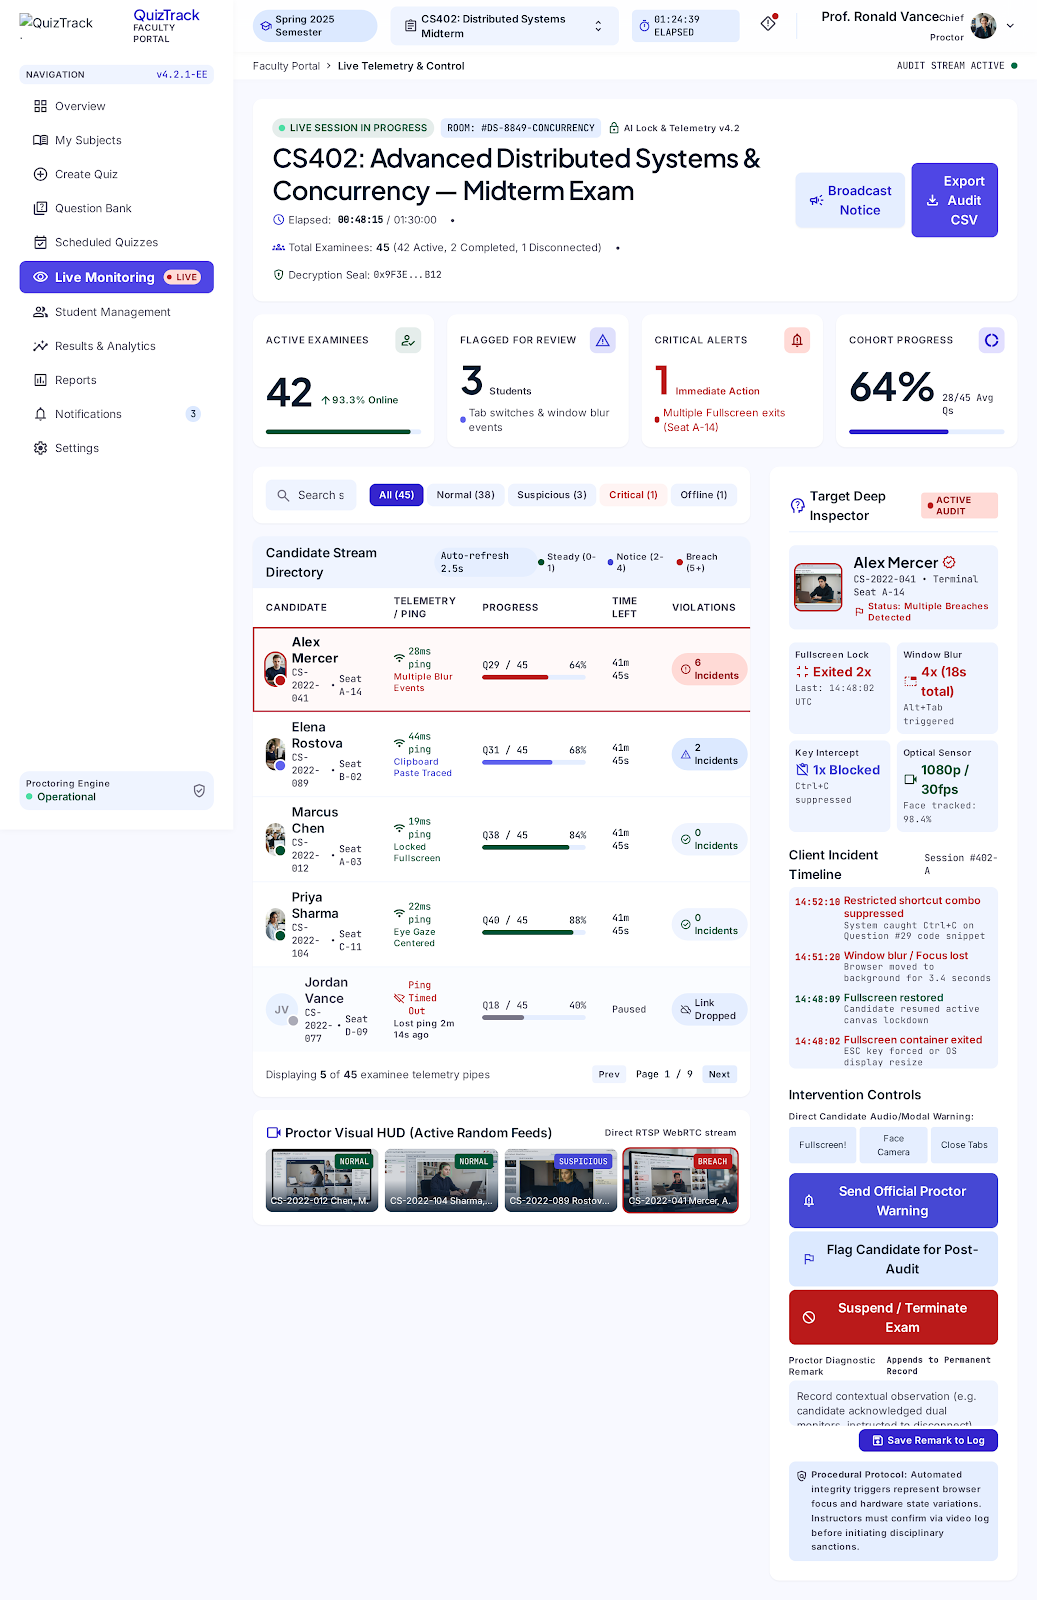 QuizTrack
.
QuizTrack
FACULTY
PORTAL
NAVIGATION
v4.2.1-EE
Overview
My Subjects
Create Quiz
Question Bank
Scheduled Quizzes
Live Monitoring
LIVE
Student Management
Results & Analytics
Reports
Notifications
3
Settings
Proctoring Engine
Operational
Spring 2025
Semester
CS402: Distributed Systems
Midterm
01:24:39
ELAPSED
Prof. Ronald Vance
Chief
Proctor
Faculty Portal
Live Telemetry & Control
AUDIT STREAM ACTIVE
LIVE SESSION IN PROGRESS
ROOM: #DS-8849-CONCURRENCY
AI Lock & Telemetry v4.2
CS402: Advanced Distributed Systems &
Concurrency — Midterm Exam
Elapsed: 00:48:15 / 01:30:00 •
Total Examinees: 45 (42 Active, 2 Completed, 1 Disconnected) •
Decryption Seal: 0x9F3E...B12
Broadcast
Notice
Export
Audit
CSV
ACTIVE EXAMINEES
42
93.3% Online
FLAGGED FOR REVIEW
3
Students
Tab switches & window blur
events
CRITICAL ALERTS
1
Immediate Action
Multiple Fullscreen exits
(Seat A-14)
COHORT PROGRESS
64%
28/45 Avg
Qs
Search s
All (45)
Normal (38)
Suspicious (3)
Critical (1)
Offline (1)
Candidate Stream
Directory
Auto-refresh
2.5s
Steady (0-
1)
Notice (2-
4)
Breach
(5+)
CANDIDATE
TELEMETRY
/ PING
PROGRESS
TIME
LEFT
VIOLATIONS
Alex
Mercer
CS-
2022-
041
• Seat
A-14
28ms
ping
Multiple Blur
Events
Q29 / 45
64%
41m
45s
6
Incidents
Elena
Rostova
CS-
2022-
089
• Seat
B-02
44ms
ping
Clipboard
Paste Traced
Q31 / 45
68%
41m
45s
2
Incidents
Marcus
Chen
CS-
2022-
012
• Seat
A-03
19ms
ping
Locked
Fullscreen
Q38 / 45
84%
41m
45s
0
Incidents
Priya
Sharma
CS-
2022-
104
• Seat
C-11
22ms
ping
Eye Gaze
Centered
Q40 / 45
88%
41m
45s
0
Incidents
JV
Jordan
Vance
CS-
2022-
077
• Seat
D-09
Ping
Timed
Out
Lost ping 2m
14s ago
Q18 / 45
40%
Paused
Link
Dropped
Displaying 5 of 45 examinee telemetry pipes
Prev
Page 1 / 9
Next
Proctor Visual HUD (Active Random Feeds)
Direct RTSP WebRTC stream
NORMAL
CS-2022-012 Chen, M.
NORMAL
CS-2022-104 Sharma,...
SUSPICIOUS
CS-2022-089 Rostov...
BREACH
CS-2022-041 Mercer, A.
Target Deep
Inspector
ACTIVE
AUDIT
Alex Mercer
CS-2022-041 • Terminal
Seat A-14
Status: Multiple Breaches
Detected
Fullscreen Lock
Exited 2x
Last: 14:48:02
UTC
Window Blur
4x (18s
total)
Alt+Tab
triggered
Key Intercept
1x Blocked
Ctrl+C
suppressed
Optical Sensor
1080p /
30fps
Face tracked:
98.4%
Client Incident
Timeline
Session #402-
A
14:52:10 Restricted shortcut combo
suppressed
System caught Ctrl+C on
Question #29 code snippet
14:51:20 Window blur / Focus lost
Browser moved to
background for 3.4 seconds
14:48:09 Fullscreen restored
Candidate resumed active
canvas lockdown
14:48:02 Fullscreen container exited
ESC key forced or OS
display resize
Intervention Controls
Direct Candidate Audio/Modal Warning:
Fullscreen!
Face
Camera
Close Tabs
Send Official Proctor
Warning
Flag Candidate for Post-
Audit
Suspend / Terminate
Exam
Proctor Diagnostic
Remark
Appends to Permanent
Record
Record contextual observation (e.g.
candidate acknowledged dual
monitors, instructed to disconnect)
Save Remark to Log
Procedural Protocol: Automated
integrity triggers represent browser
focus and hardware state variations.
Instructors must confirm via video log
before initiating disciplinary
sanctions.